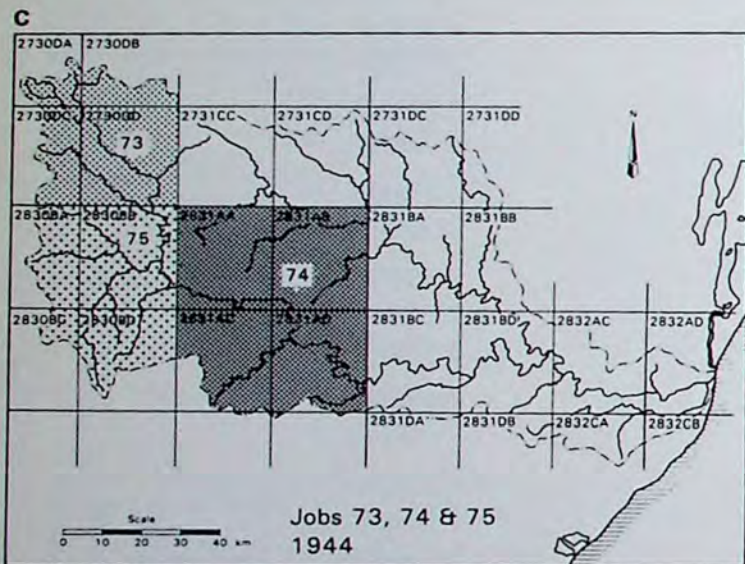 C
2730DA 2730DB
2730DC 2730DD 2731CC 2731CD 2731DC 2731DD
73
2830BA 2830BB 2831AA 2831AB 2831BA 2831BB
75
74
2830BC 2830BD 2831AC 2831AD 2831BC 2831BD 2832AC 2832AD
2831DA 2831DB 2832CA 2832CB
N
Scale
0 10 20 30 40 km
Jobs 73, 74 & 75
1944